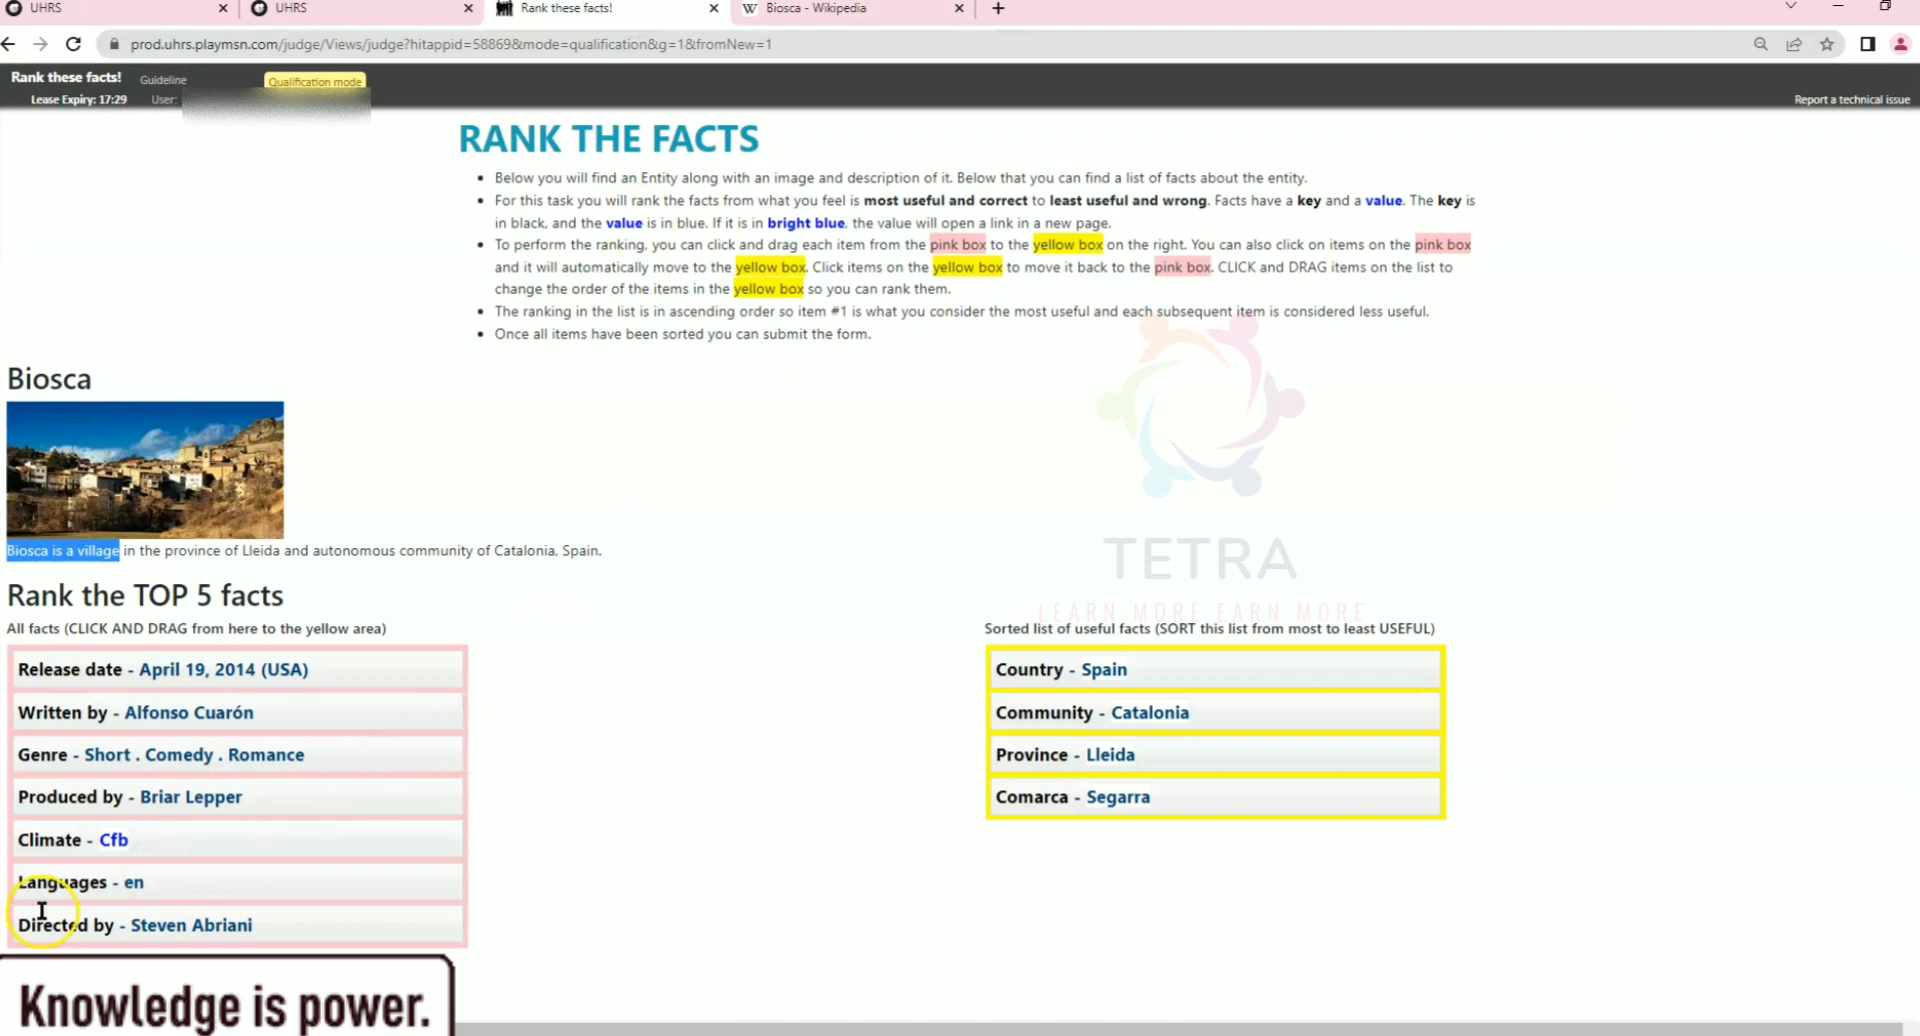 UHRS
UHRS
Rank these facts!
Biosca - Wikipedia
prod.uhrs.playmsn.com/judge/Views/judge?hitappid=58869&mode=qualification&g=1&fromNew=1
Rank these facts! Guideline Qualification mode
Lease Expiry: 17:29 User:
Report a technical issue
RANK THE FACTS
• Below you will find an Entity along with an image and description of it. Below that you can find a list of facts about the entity.
• For this task you will rank the facts from what you feel is most useful and correct to least useful and wrong. Facts have a key and a value. The key is
in black, and the value is in blue. If it is in bright blue, the value will open a link in a new page.
• To perform the ranking, you can click and drag each item from the pink box to the yellow box on the right. You can also click on items on the pink box
and it will automatically move to the yellow box. Click items on the yellow box to move it back to the pink box. CLICK and DRAG items on the list to
change the order of the items in the yellow box so you can rank them.
• The ranking in the list is in ascending order so item #1 is what you consider the most useful and each subsequent item is considered less useful.
• Once all items have been sorted you can submit the form.
Biosca
Biosca is a village in the province of Lleida and autonomous community of Catalonia, Spain.
TETRA
LEARN MORE EARN MORE
Rank the TOP 5 facts
All facts (CLICK AND DRAG from here to the yellow area)
Release date - April 19, 2014 (USA)
Written by - Alfonso Cuarón
Genre - Short . Comedy . Romance
Produced by - Briar Lepper
Climate - Cfb
Languages - en
Directed by - Steven Abriani
Sorted list of useful facts (SORT this list from most to least USEFUL)
Country - Spain
Community - Catalonia
Province - Lleida
Comarca - Segarra
Knowledge is power.